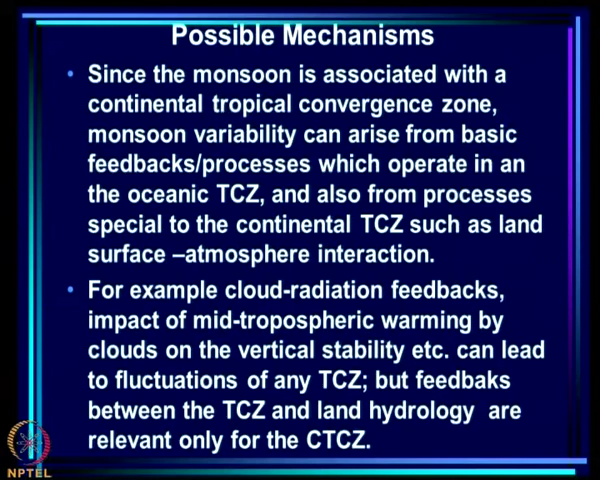 Possible Mechanisms
• Since the monsoon is associated with a
continental tropical convergence zone,
monsoon variability can arise from basic
feedbacks/processes which operate in an
the oceanic TCZ, and also from processes
special to the continental TCZ such as land
surface –atmosphere interaction.
• For example cloud-radiation feedbacks,
impact of mid-tropospheric warming by
clouds on the vertical stability etc. can lead
to fluctuations of any TCZ; but feedbaks
between the TCZ and land hydrology are
relevant only for the CTCZ.
NPTEL